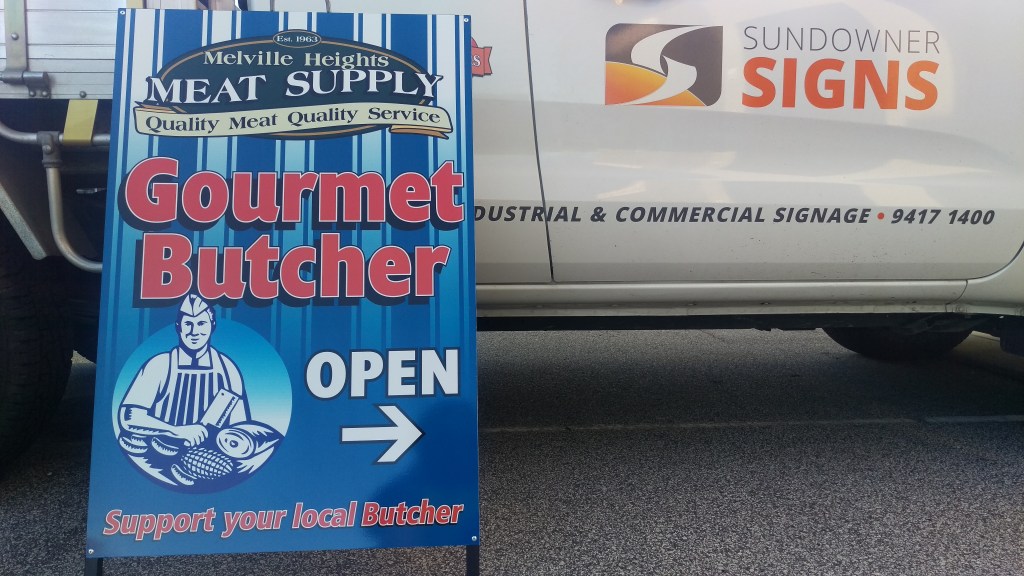 Est. 1963
Melville Heights
MEAT SUPPLY
Quality Meat Quality Service
Gourmet
Butcher
OPEN
Support your local Butcher
SUNDOWNER
SIGNS
DUSTRIAL & COMMERCIAL SIGNAGE • 9417 1400